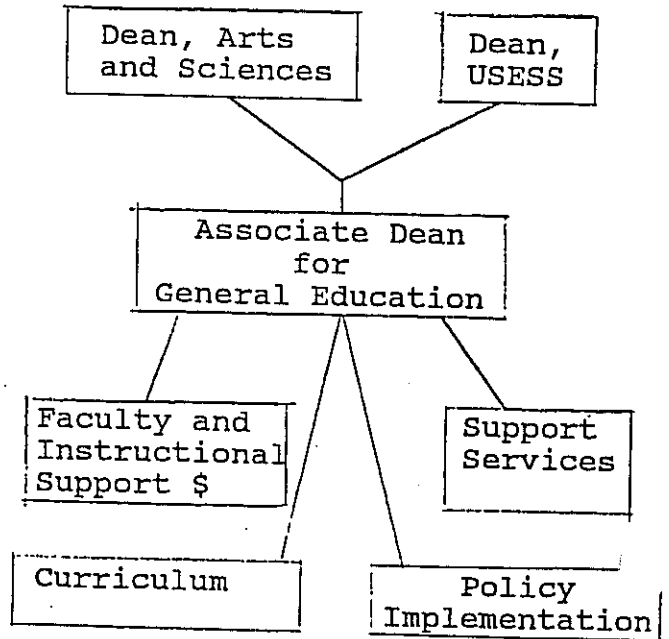 Dean, Arts
and Sciences
Dean,
USESS
Associate Dean
for
General Education
Faculty and
Instructional
Support $
Support
Services
Curriculum
Policy
Implementation